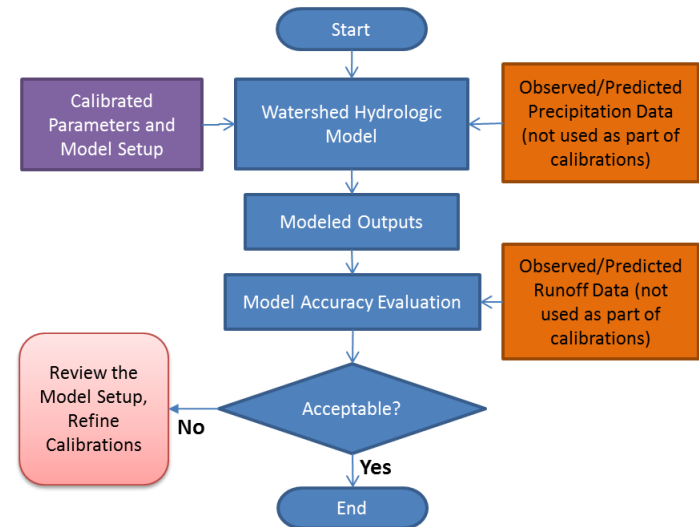 Start
Calibrated
Parameters and
Model Setup
Watershed Hydrologic
Model
Observed/Predicted
Precipitation Data
(not used as part of
calibrations)
Modeled Outputs
Model Accuracy Evaluation
Observed/Predicted
Runoff Data (not
used as part of
calibrations)
Review the
Model Setup,
Refine
Calibrations
Acceptable?
No
Yes
End